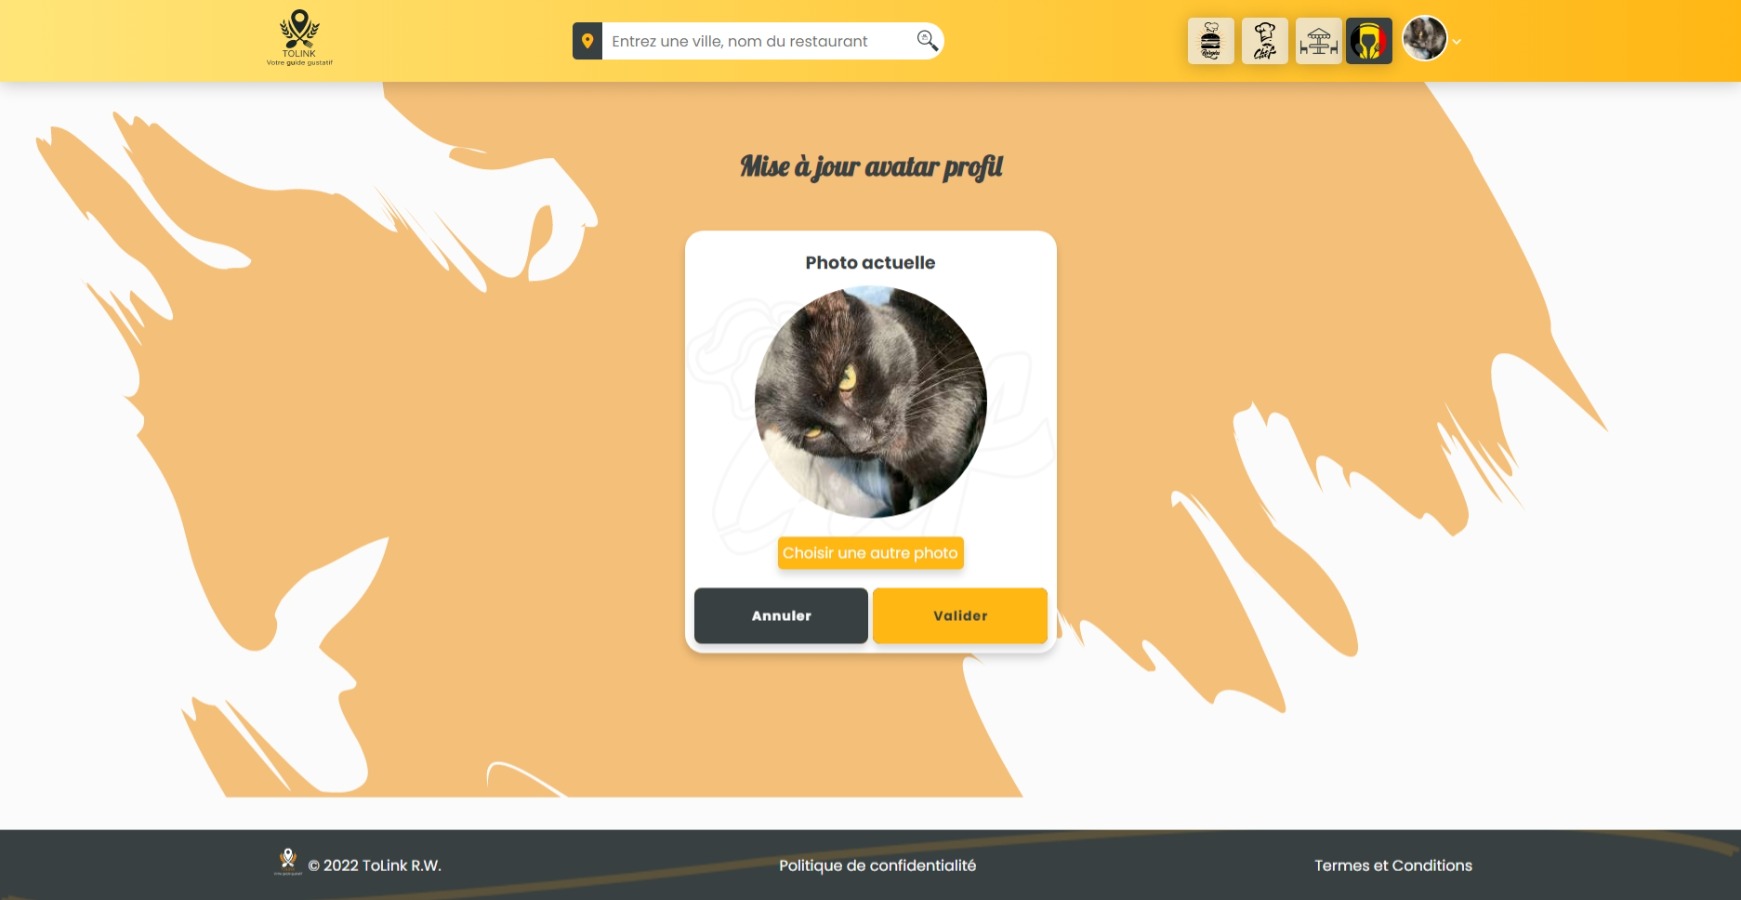 TOLINK
Votre guide gustatif
Entrez une ville, nom du restaurant
Chef
Mise à jour avatar profil
Photo actuelle
Choisir une autre photo
Annuler
Valider
© 2022 ToLink R.W.
Politique de confidentialité
Termes et Conditions